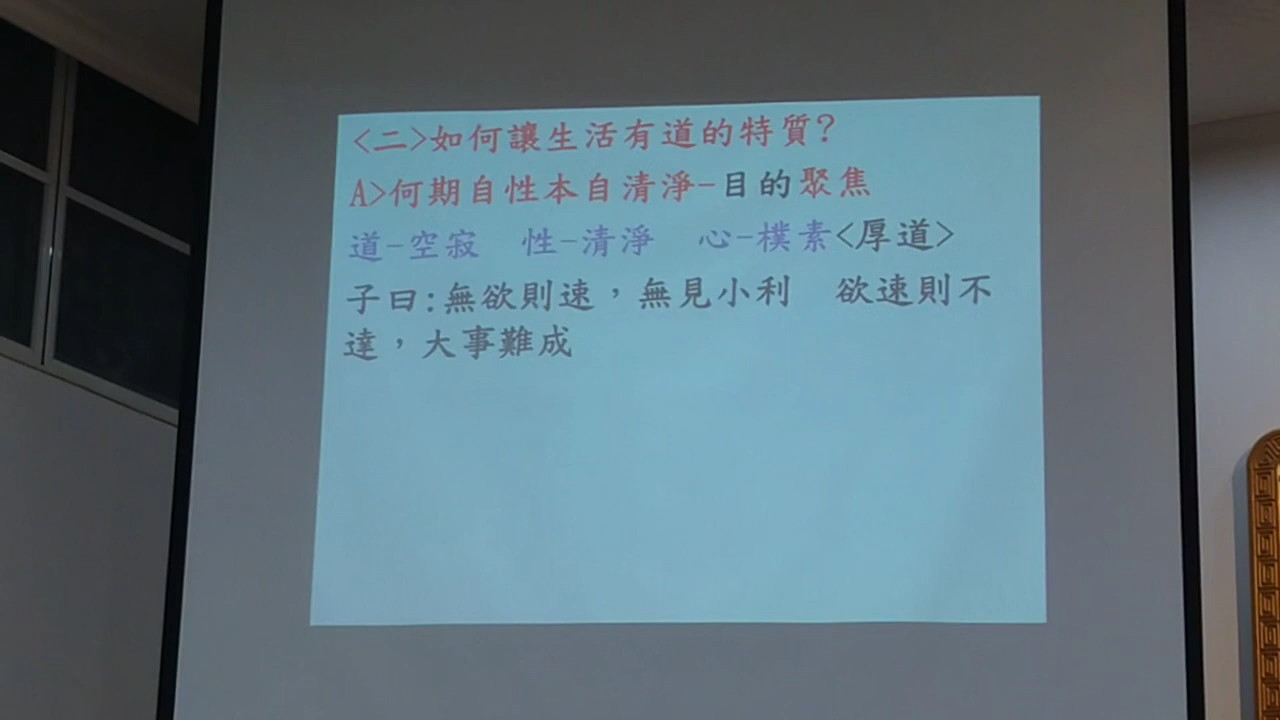 <二>如何讓生活有道的特質?
A>何期自性本自清淨-目的聚焦
道-空寂　性-清淨　心-樸素<厚道>
子曰:無欲則速，無見小利　欲速則不
達，大事難成